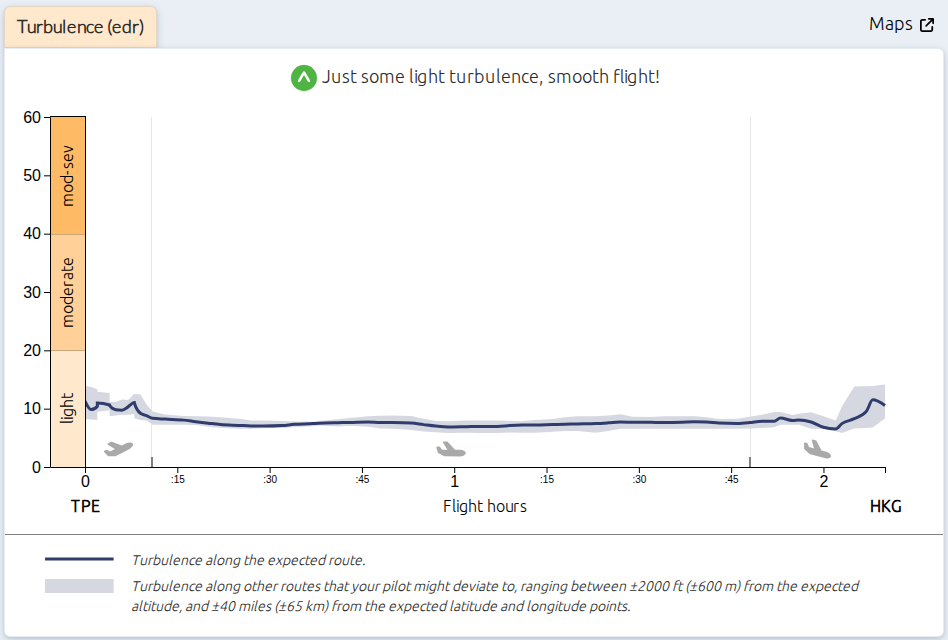 Turbulence (edr)
Maps
Just some light turbulence, smooth flight!
60
50
40
30
20
10
0
mod-sev
moderate
light
0 :15 :30 :45 1 :15 :30 :45 2
TPE Flight hours HKG
Turbulence along the expected route.
Turbulence along other routes that your pilot might deviate to, ranging between ±2000 ft (±600 m) from the expected
altitude, and ±40 miles (±65 km) from the expected latitude and longitude points.